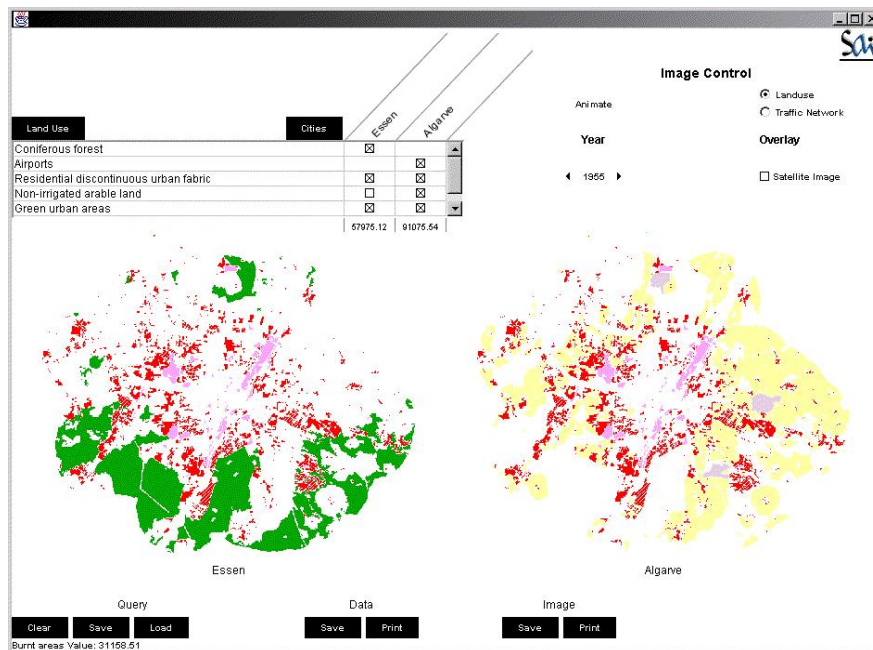 Image Control
Landuse
Animate
Traffic Network
Land Use
Cities
Essen
Algarve
Year
Overlay
Coniferous forest
Airports
Residential discontinuous urban fabric
Non-irrigated arable land
Green urban areas
1955
Satellite Image
57975.12 91075.54
Essen
Algarve
Query
Data
Image
Clear Save Load Save Print Save Print
Burnt areas Value: 31158.51